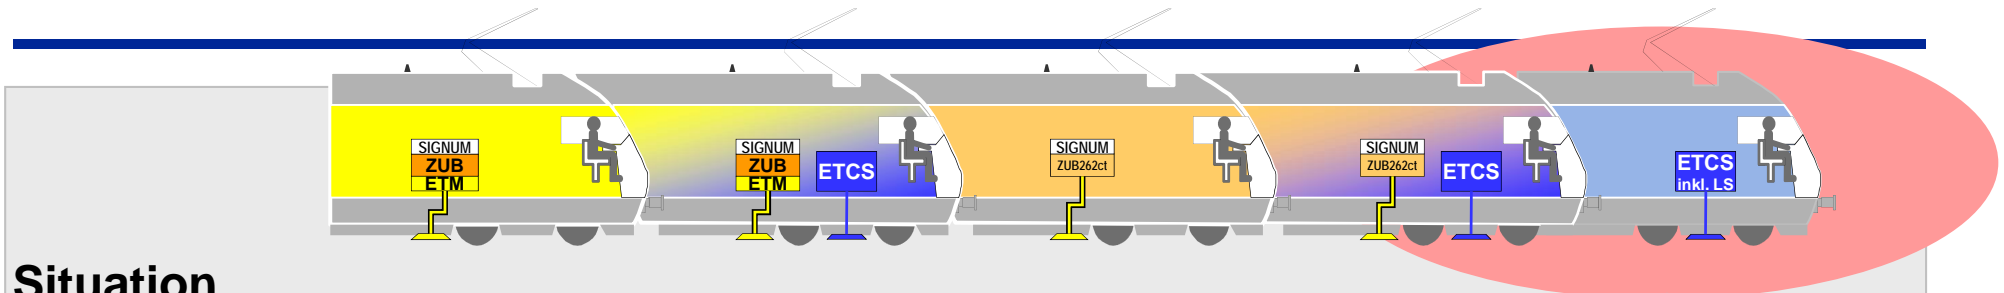 SIGNUM
ZUB
ETM
SIGNUM
ZUB
ETM
ETCS
SIGNUM
ZUB262ct
SIGNUM
ZUB262ct
ETCS
ETCS
inkl. LS
Situation